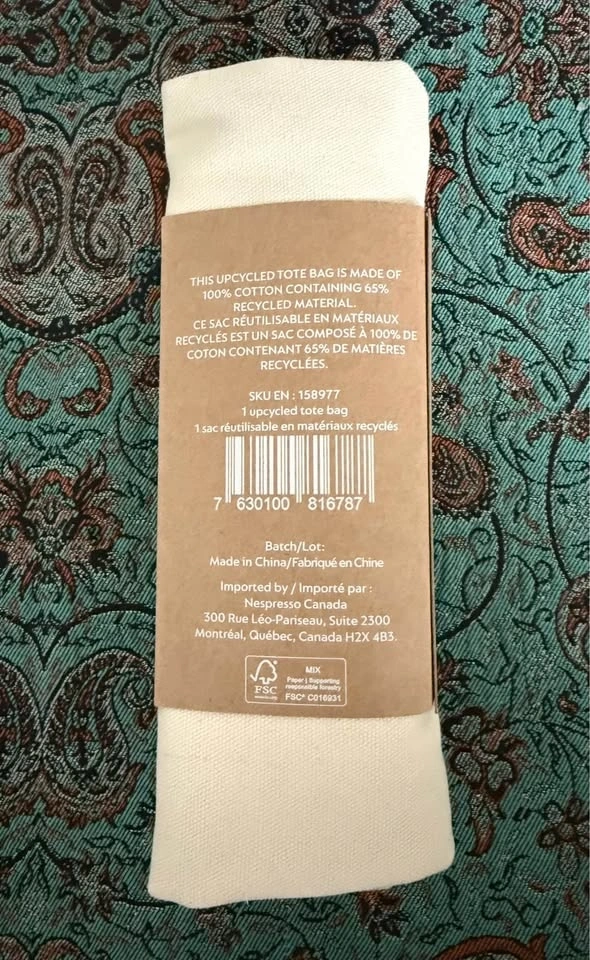 THIS UPCYCLED TOTE BAG IS MADE OF
100% COTTON CONTAINING 65%
RECYCLED MATERIAL.
CE SAC RÉUTILISABLE EN MATÉRIAUX
RECYCLÉS EST UN SAC COMPOSÉ À 100% DE
COTON CONTENANT 65% DE MATIÈRES
RECYCLÉES.
SKU EN : 158977
1 upcycled tote bag
1 sac réutilisable en matériaux recyclés
7 630100 816787
Batch/Lot:
Made in China/Fabriqué en Chine
Imported by / Importé par :
Nespresso Canada
300 Rue Léo-Pariseau, Suite 2300
Montréal, Québec, Canada H2X 4B3.
FSC
MIX
Paper | Supporting
responsible forestry
FSC® C016931